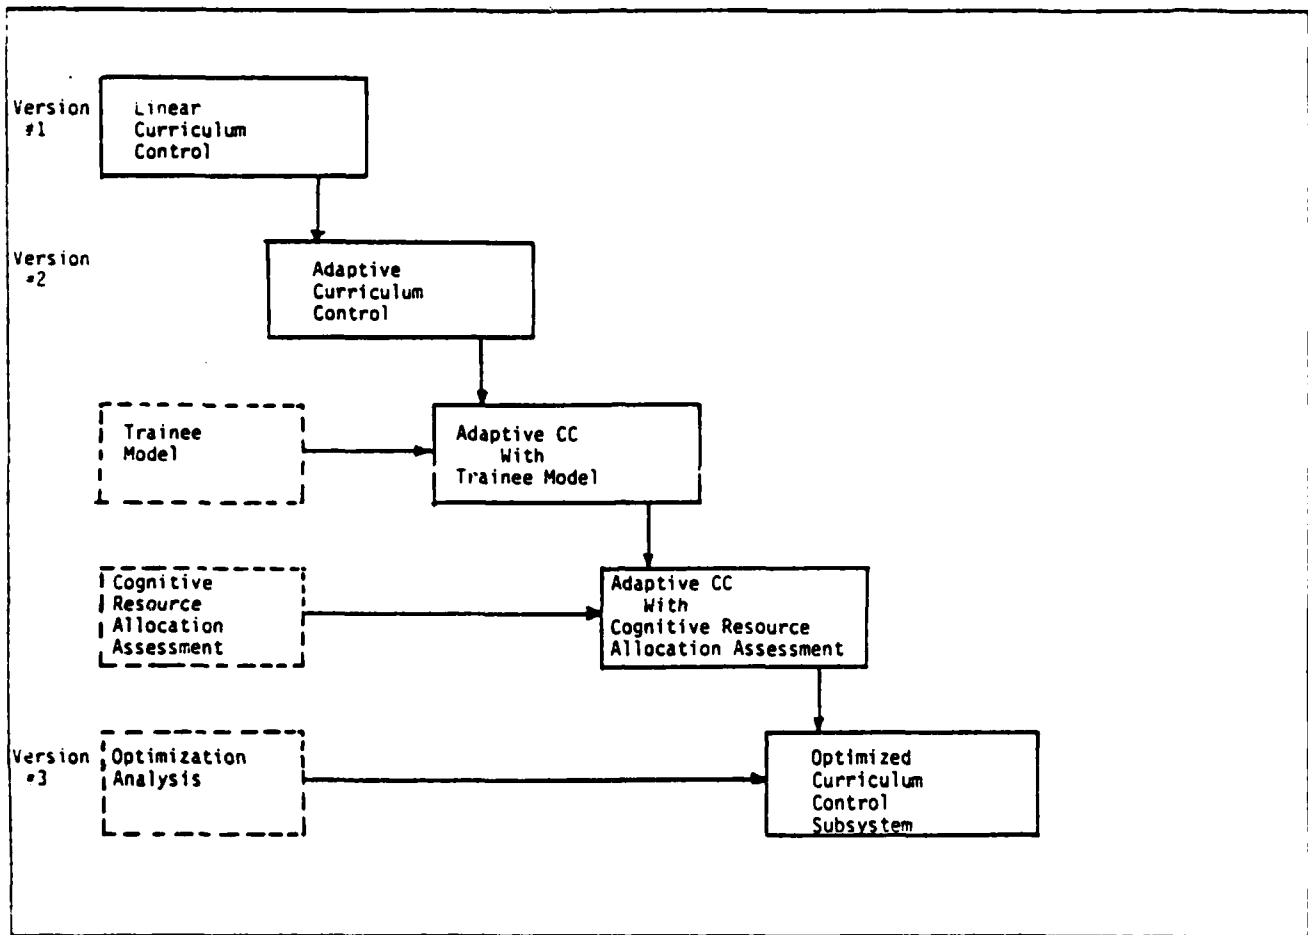 Version
#1
Linear
Curriculum
Control
Version
#2
Adaptive
Curriculum
Control
Trainee
Model
Adaptive CC
With
Trainee Model
Cognitive
Resource
Allocation
Assessment
Adaptive CC
With
Cognitive Resource
Allocation Assessment
Version
#3
Optimization
Analysis
Optimized
Curriculum
Control
Subsystem